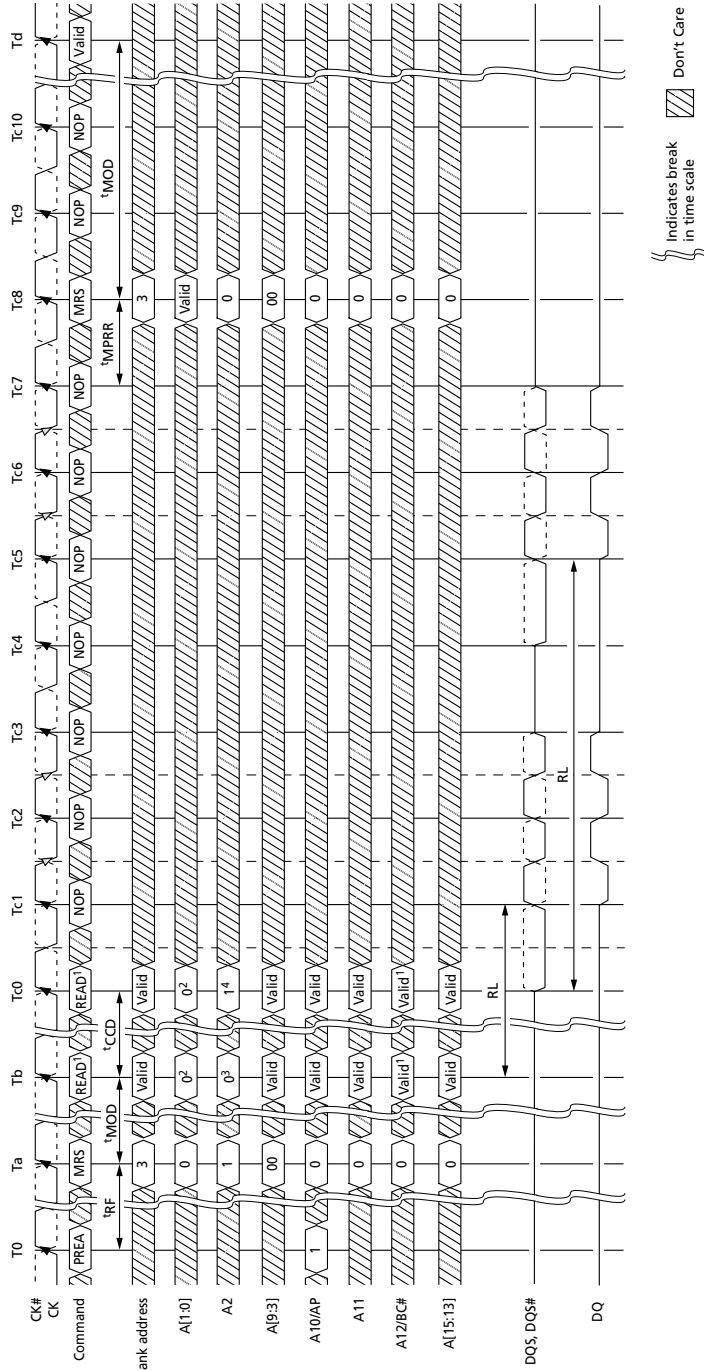 T0 Ta Tb Tc0 Tc1 Tc2 Tc3 Tc4 Tc5 Tc6 Tc7 Tc8 Tc9 Tc10 Td
CK#
CK
Command PREA MRS READ¹ READ¹ NOP NOP NOP NOP NOP NOP NOP MRS NOP NOP Valid
tRF tMOD tCCD tMPRR tMOD
ank address 3 Valid Valid 3
A[1:0] 0 0² 0² Valid
A2 1 0³ 1⁴ 0
A[9:3] 00 Valid Valid 00
A10/AP 1 0 Valid Valid 0
A11 0 Valid Valid 0
A12/BC# 0 Valid¹ Valid¹ 0
A[15:13] 0 Valid Valid 0
RL
DQS, DQS#
RL
DQ
Indicates break
in time scale
Don't Care